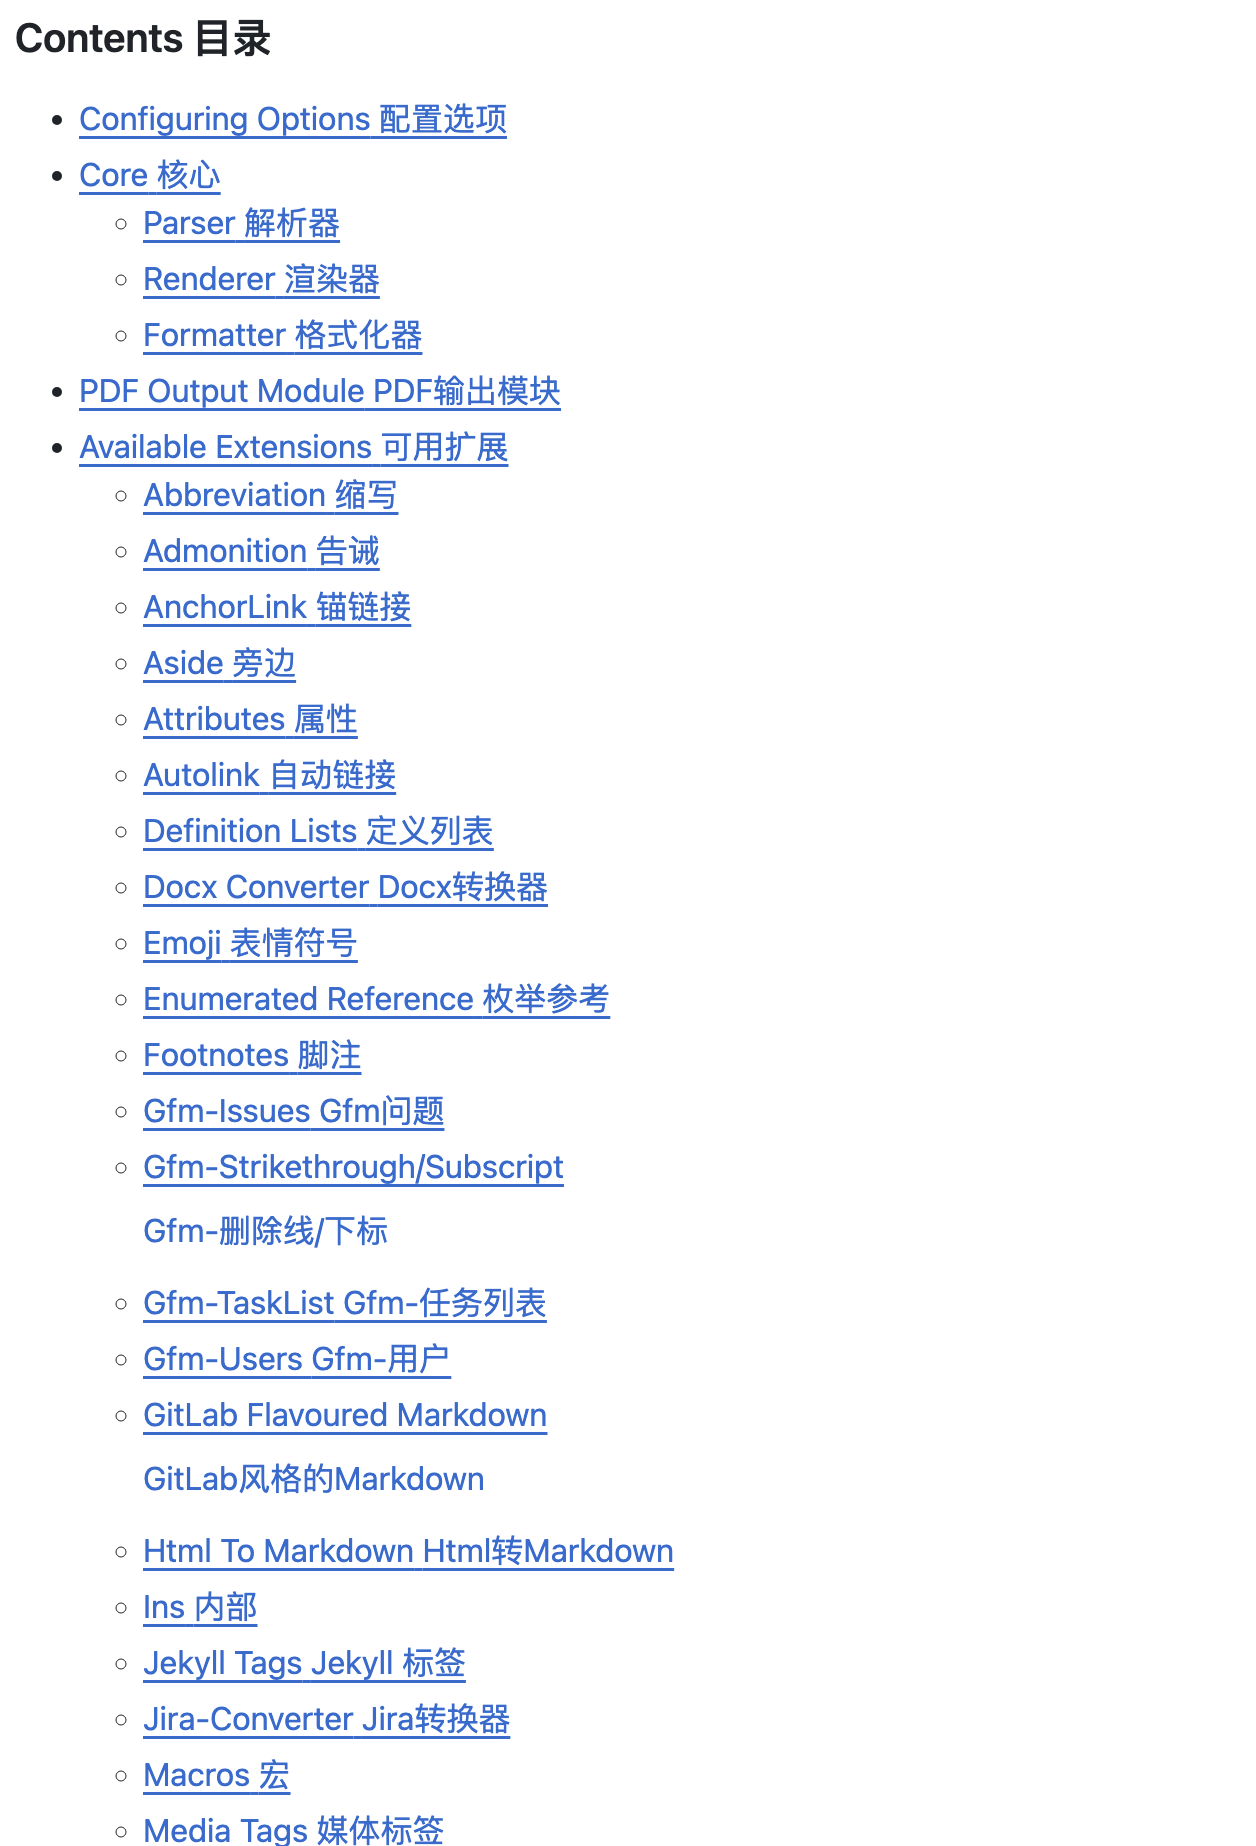 Contents 目录
Configuring Options 配置选项
Core 核心
Parser 解析器
Renderer 渲染器
Formatter 格式化器
PDF Output Module PDF输出模块
Available Extensions 可用扩展
Abbreviation 缩写
Admonition 告诫
AnchorLink 锚链接
Aside 旁边
Attributes 属性
Autolink 自动链接
Definition Lists 定义列表
Docx Converter Docx转换器
Emoji 表情符号
Enumerated Reference 枚举参考
Footnotes 脚注
Gfm-Issues Gfm问题
Gfm-Strikethrough/Subscript
Gfm-删除线/下标
Gfm-TaskList Gfm-任务列表
Gfm-Users Gfm-用户
GitLab Flavoured Markdown
GitLab风格的Markdown
Html To Markdown Html转Markdown
Ins 内部
Jekyll Tags Jekyll 标签
Jira-Converter Jira转换器
Macros 宏
Media Tags 媒体标签